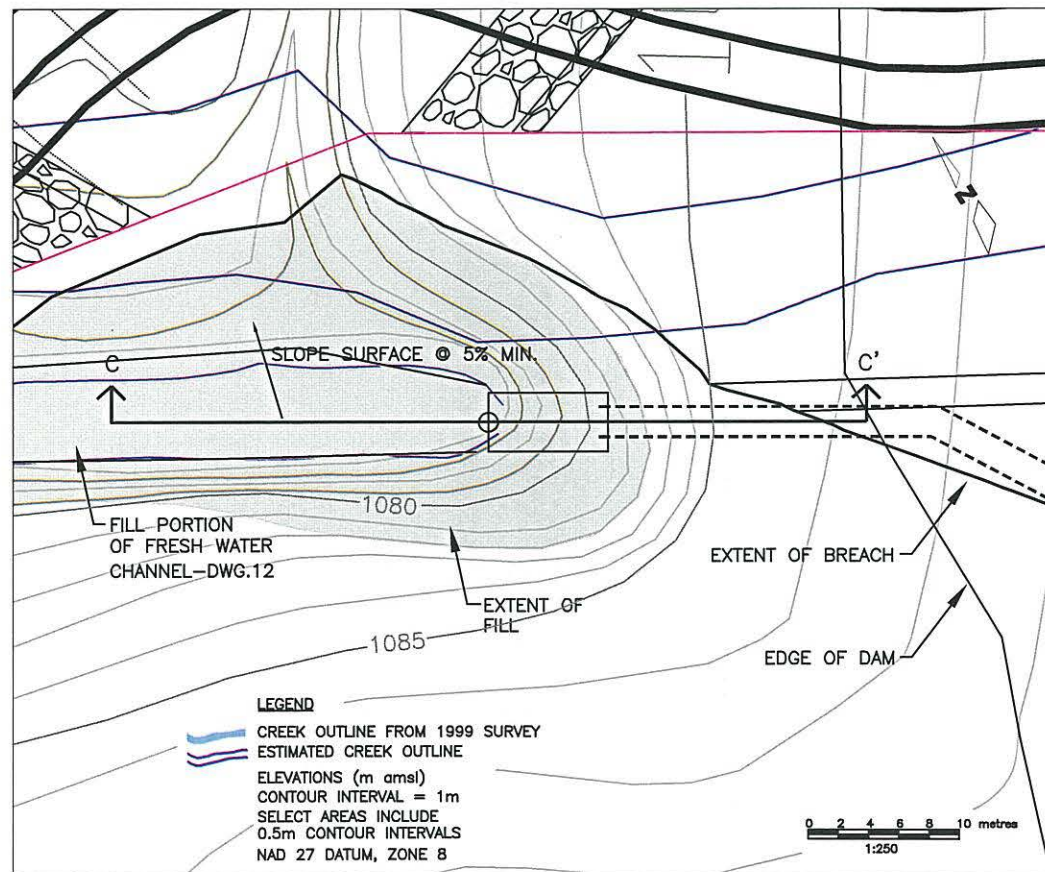 N
SLOPE SURFACE @ 5% MIN.
C
C'
1080
FILL PORTION
OF FRESH WATER
CHANNEL-DWG.12
EXTENT OF BREACH
EXTENT OF
FILL
1085
EDGE OF DAM
LEGEND
CREEK OUTLINE FROM 1999 SURVEY
ESTIMATED CREEK OUTLINE
ELEVATIONS (m amsl)
CONTOUR INTERVAL = 1m
SELECT AREAS INCLUDE
0.5m CONTOUR INTERVALS
NAD 27 DATUM, ZONE 8
0 2 4 6 8 10 metres
1:250